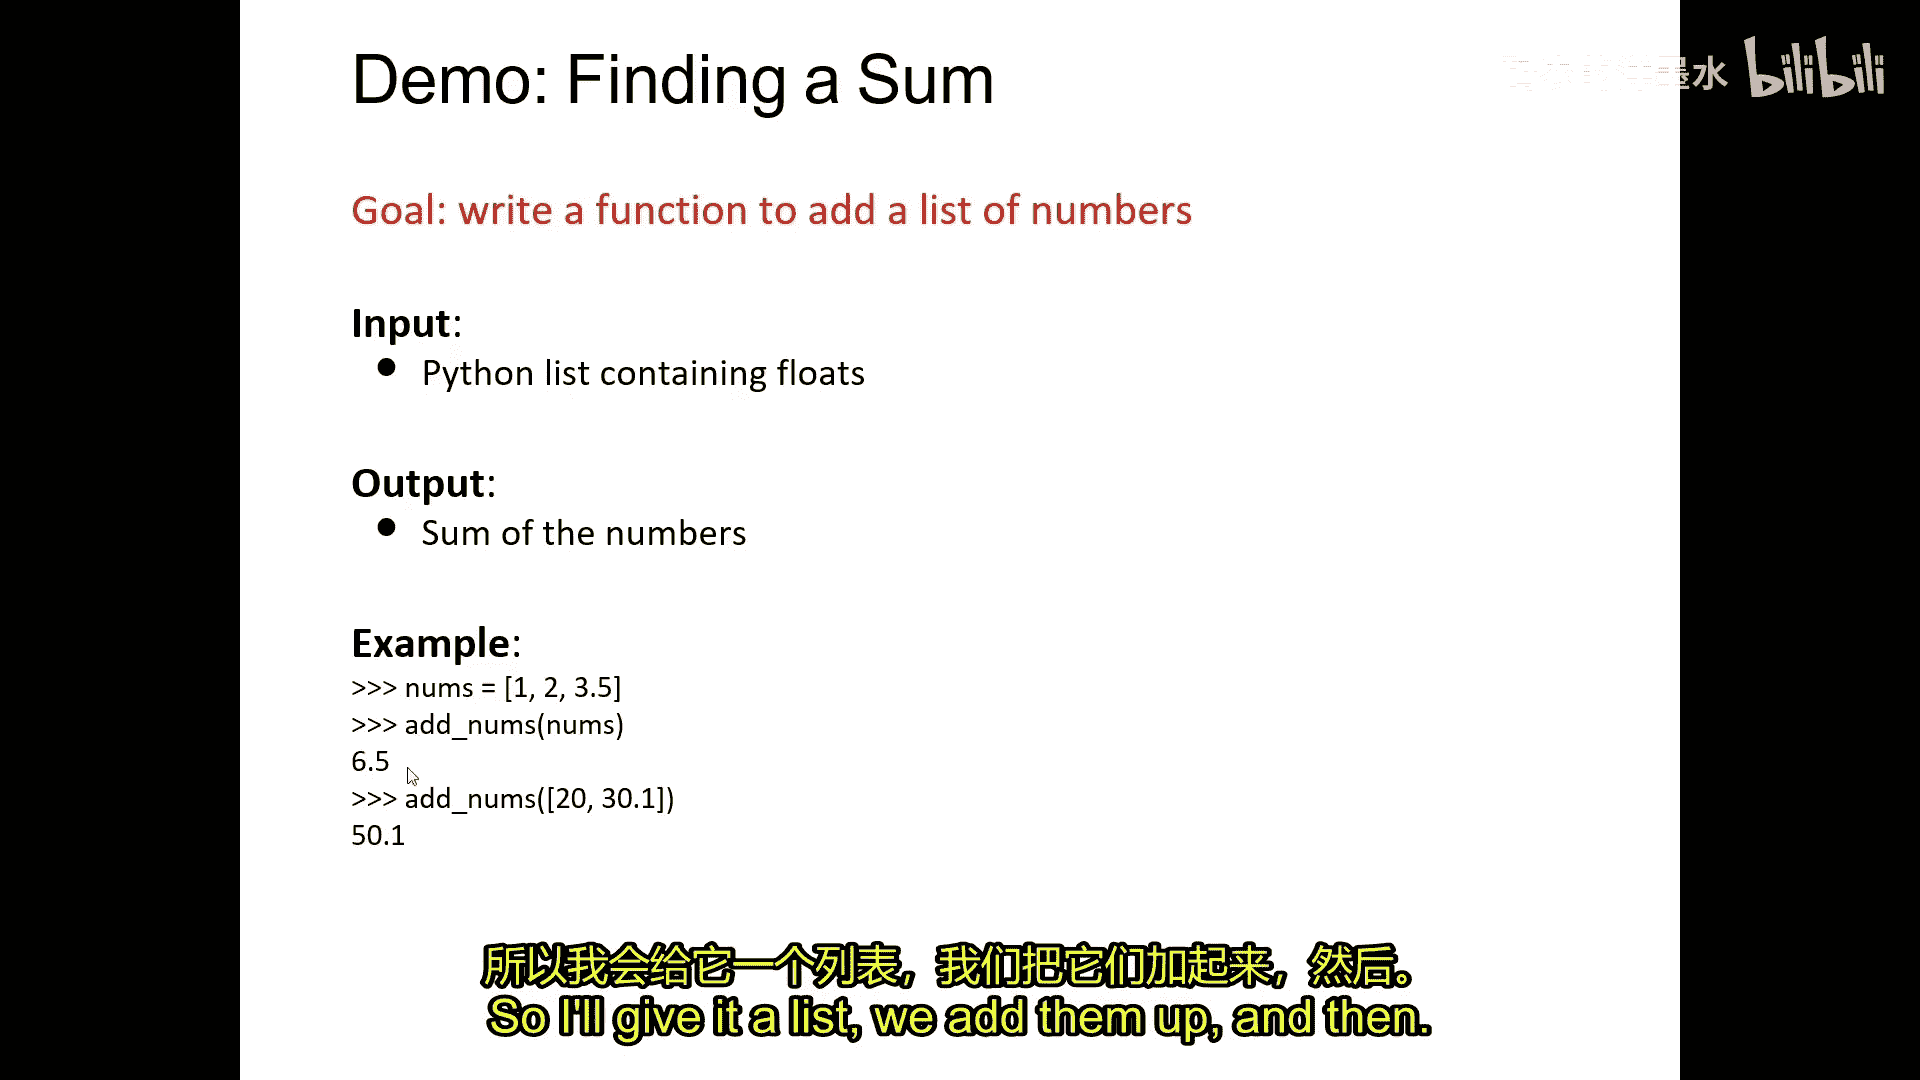 Demo: Finding a Sum
墨水 bilibili
Goal: write a function to add a list of numbers
Input:
● Python list containing floats
Output:
● Sum of the numbers
Example:
>>> nums = [1, 2, 3.5]
>>> add_nums(nums)
6.5
>>> add_nums([20, 30.1])
50.1
所以我会给它一个列表，我们把它们加起来，然后。
So I'll give it a list, we add them up, and then.